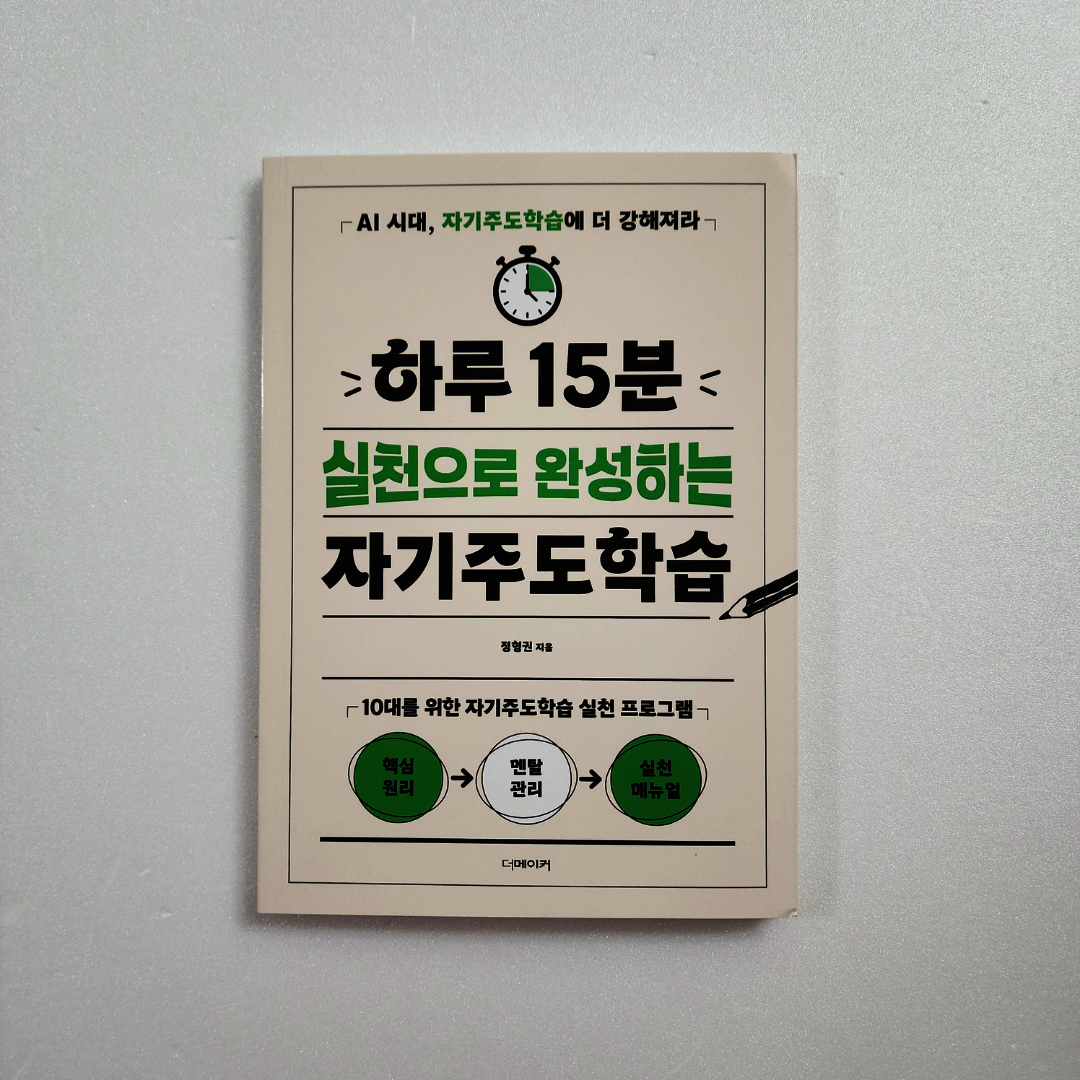 AI 시대, 자기주도학습에 더 강해져라
하루 15분
실천으로 완성하는
자기주도학습
정형권 지음
10대를 위한 자기주도학습 실천 프로그램
핵심
원리
멘탈
관리
실천
매뉴얼
더메이커